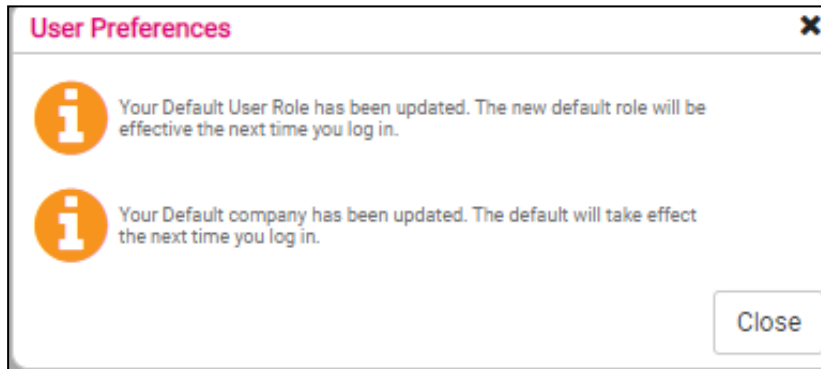 User Preferences
Your Default User Role has been updated. The new default role will be
effective the next time you log in.
Your Default company has been updated. The default will take effect
the next time you log in.
Close